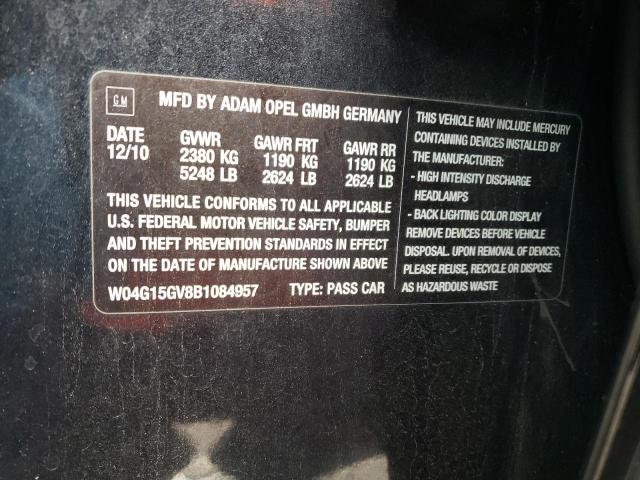 GM
MFD BY ADAM OPEL GMBH GERMANY
DATE GVWR GAWR FRT GAWR RR
12/10 2380 KG 1190 KG 1190 KG
5248 LB 2624 LB 2624 LB
THIS VEHICLE CONFORMS TO ALL APPLICABLE
U.S. FEDERAL MOTOR VEHICLE SAFETY, BUMPER
AND THEFT PREVENTION STANDARDS IN EFFECT
ON THE DATE OF MANUFACTURE SHOWN ABOVE
W04G15GV8B1084957 TYPE: PASS CAR
THIS VEHICLE MAY INCLUDE MERCURY
CONTAINING DEVICES INSTALLED BY
THE MANUFACTURER:
- HIGH INTENSITY DISCHARGE
HEADLAMPS
- BACK LIGHTING COLOR DISPLAY
REMOVE DEVICES BEFORE VEHICLE
DISPOSAL. UPON REMOVAL OF DEVICES,
PLEASE REUSE, RECYCLE OR DISPOSE
AS HAZARDOUS WASTE